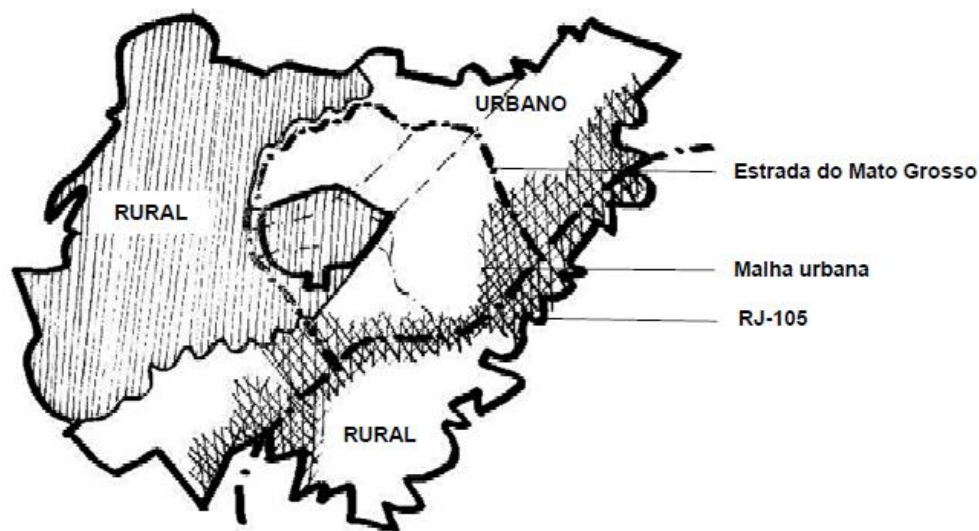 URBANO
Estrada do Mato Grosso
RURAL
Malha urbana
RJ-105
RURAL